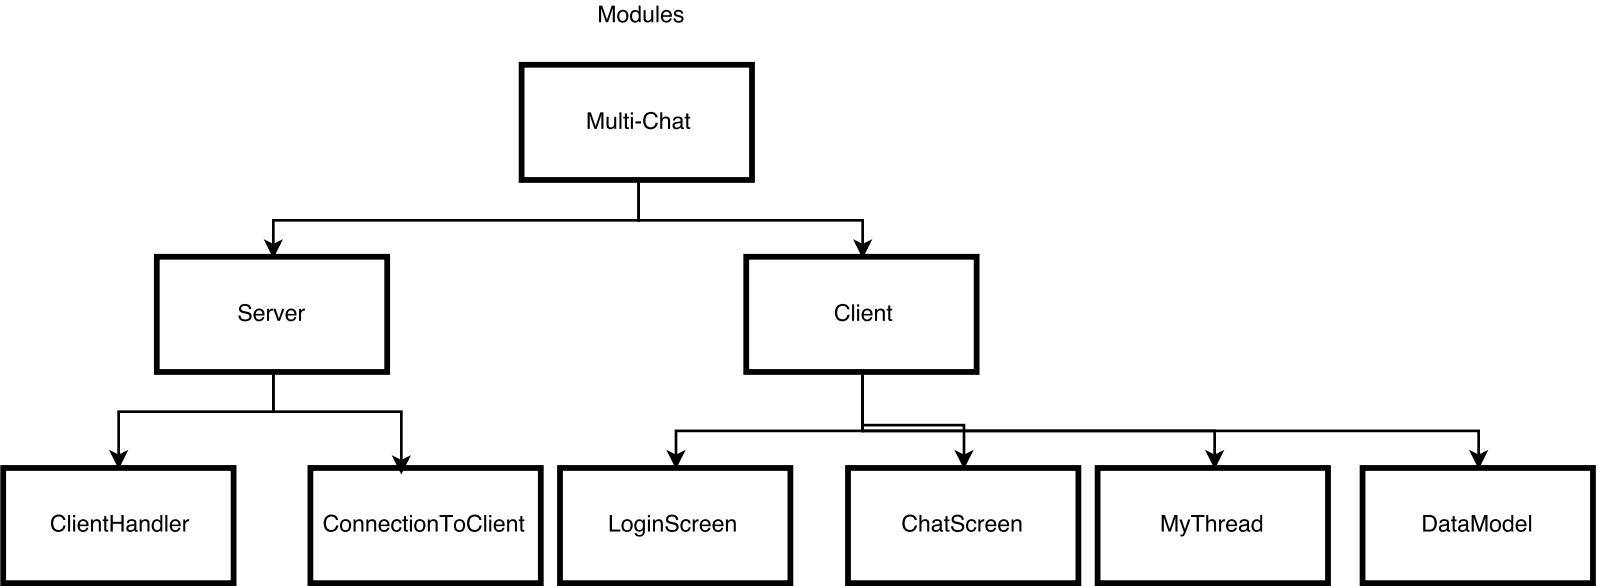 Modules
Multi-Chat
Server
Client
ClientHandler
ConnectionToClient
LoginScreen
ChatScreen
MyThread
DataModel